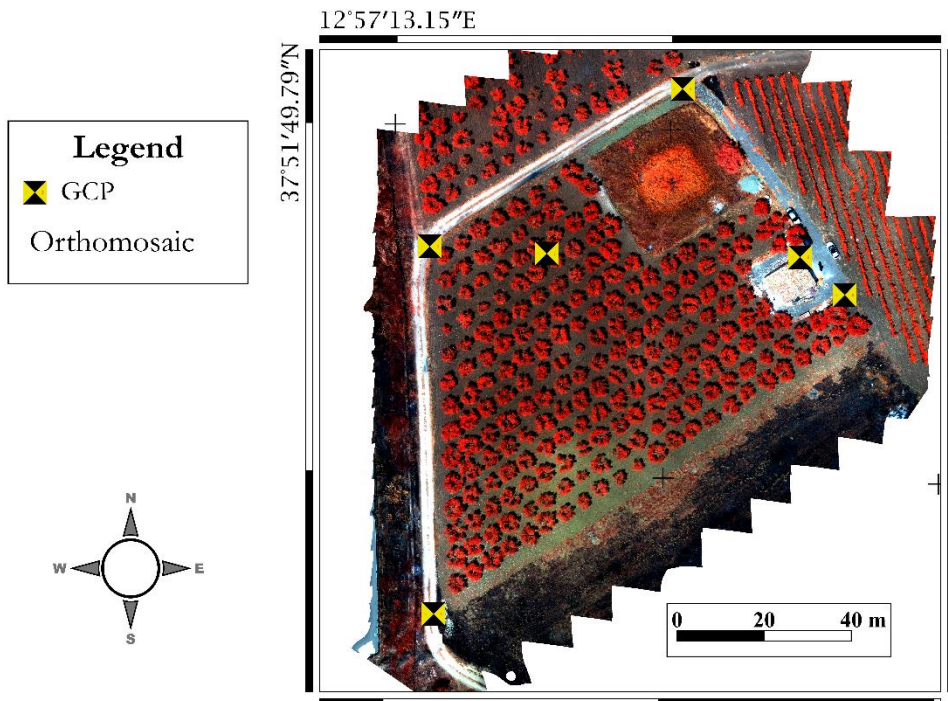 12°57′13.15″E
37°51′49.79″N
Legend
GCP
Orthomosaic
N
W E
S
0 20 40 m